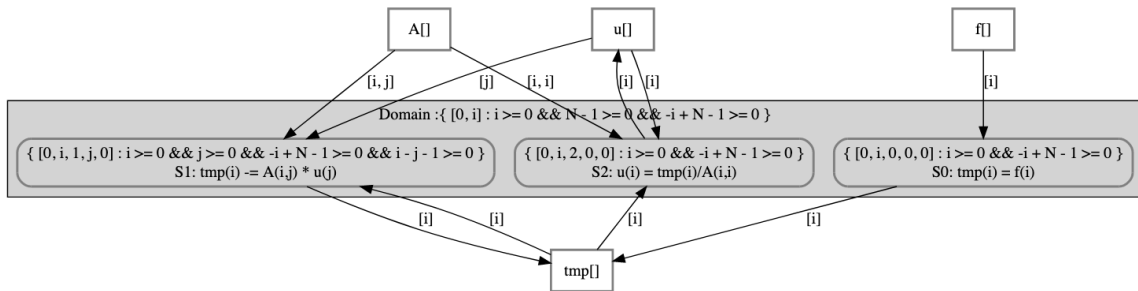 A[]
u[]
f[]
[i, j]
[j]
[i, i]
[i]
[i]
[i]
Domain :{ [0, i] : i >= 0 && N - 1 >= 0 && -i + N - 1 >= 0 }
{ [0, i, 1, j, 0] : i >= 0 && j >= 0 && -i + N - 1 >= 0 && i - j - 1 >= 0 }
S1: tmp(i) -= A(i,j) * u(j)
{ [0, i, 2, 0, 0] : i >= 0 && -i + N - 1 >= 0 }
S2: u(i) = tmp(i)/A(i,i)
{ [0, i, 0, 0, 0] : i >= 0 && -i + N - 1 >= 0 }
S0: tmp(i) = f(i)
[i]
[i]
[i]
[i]
tmp[]